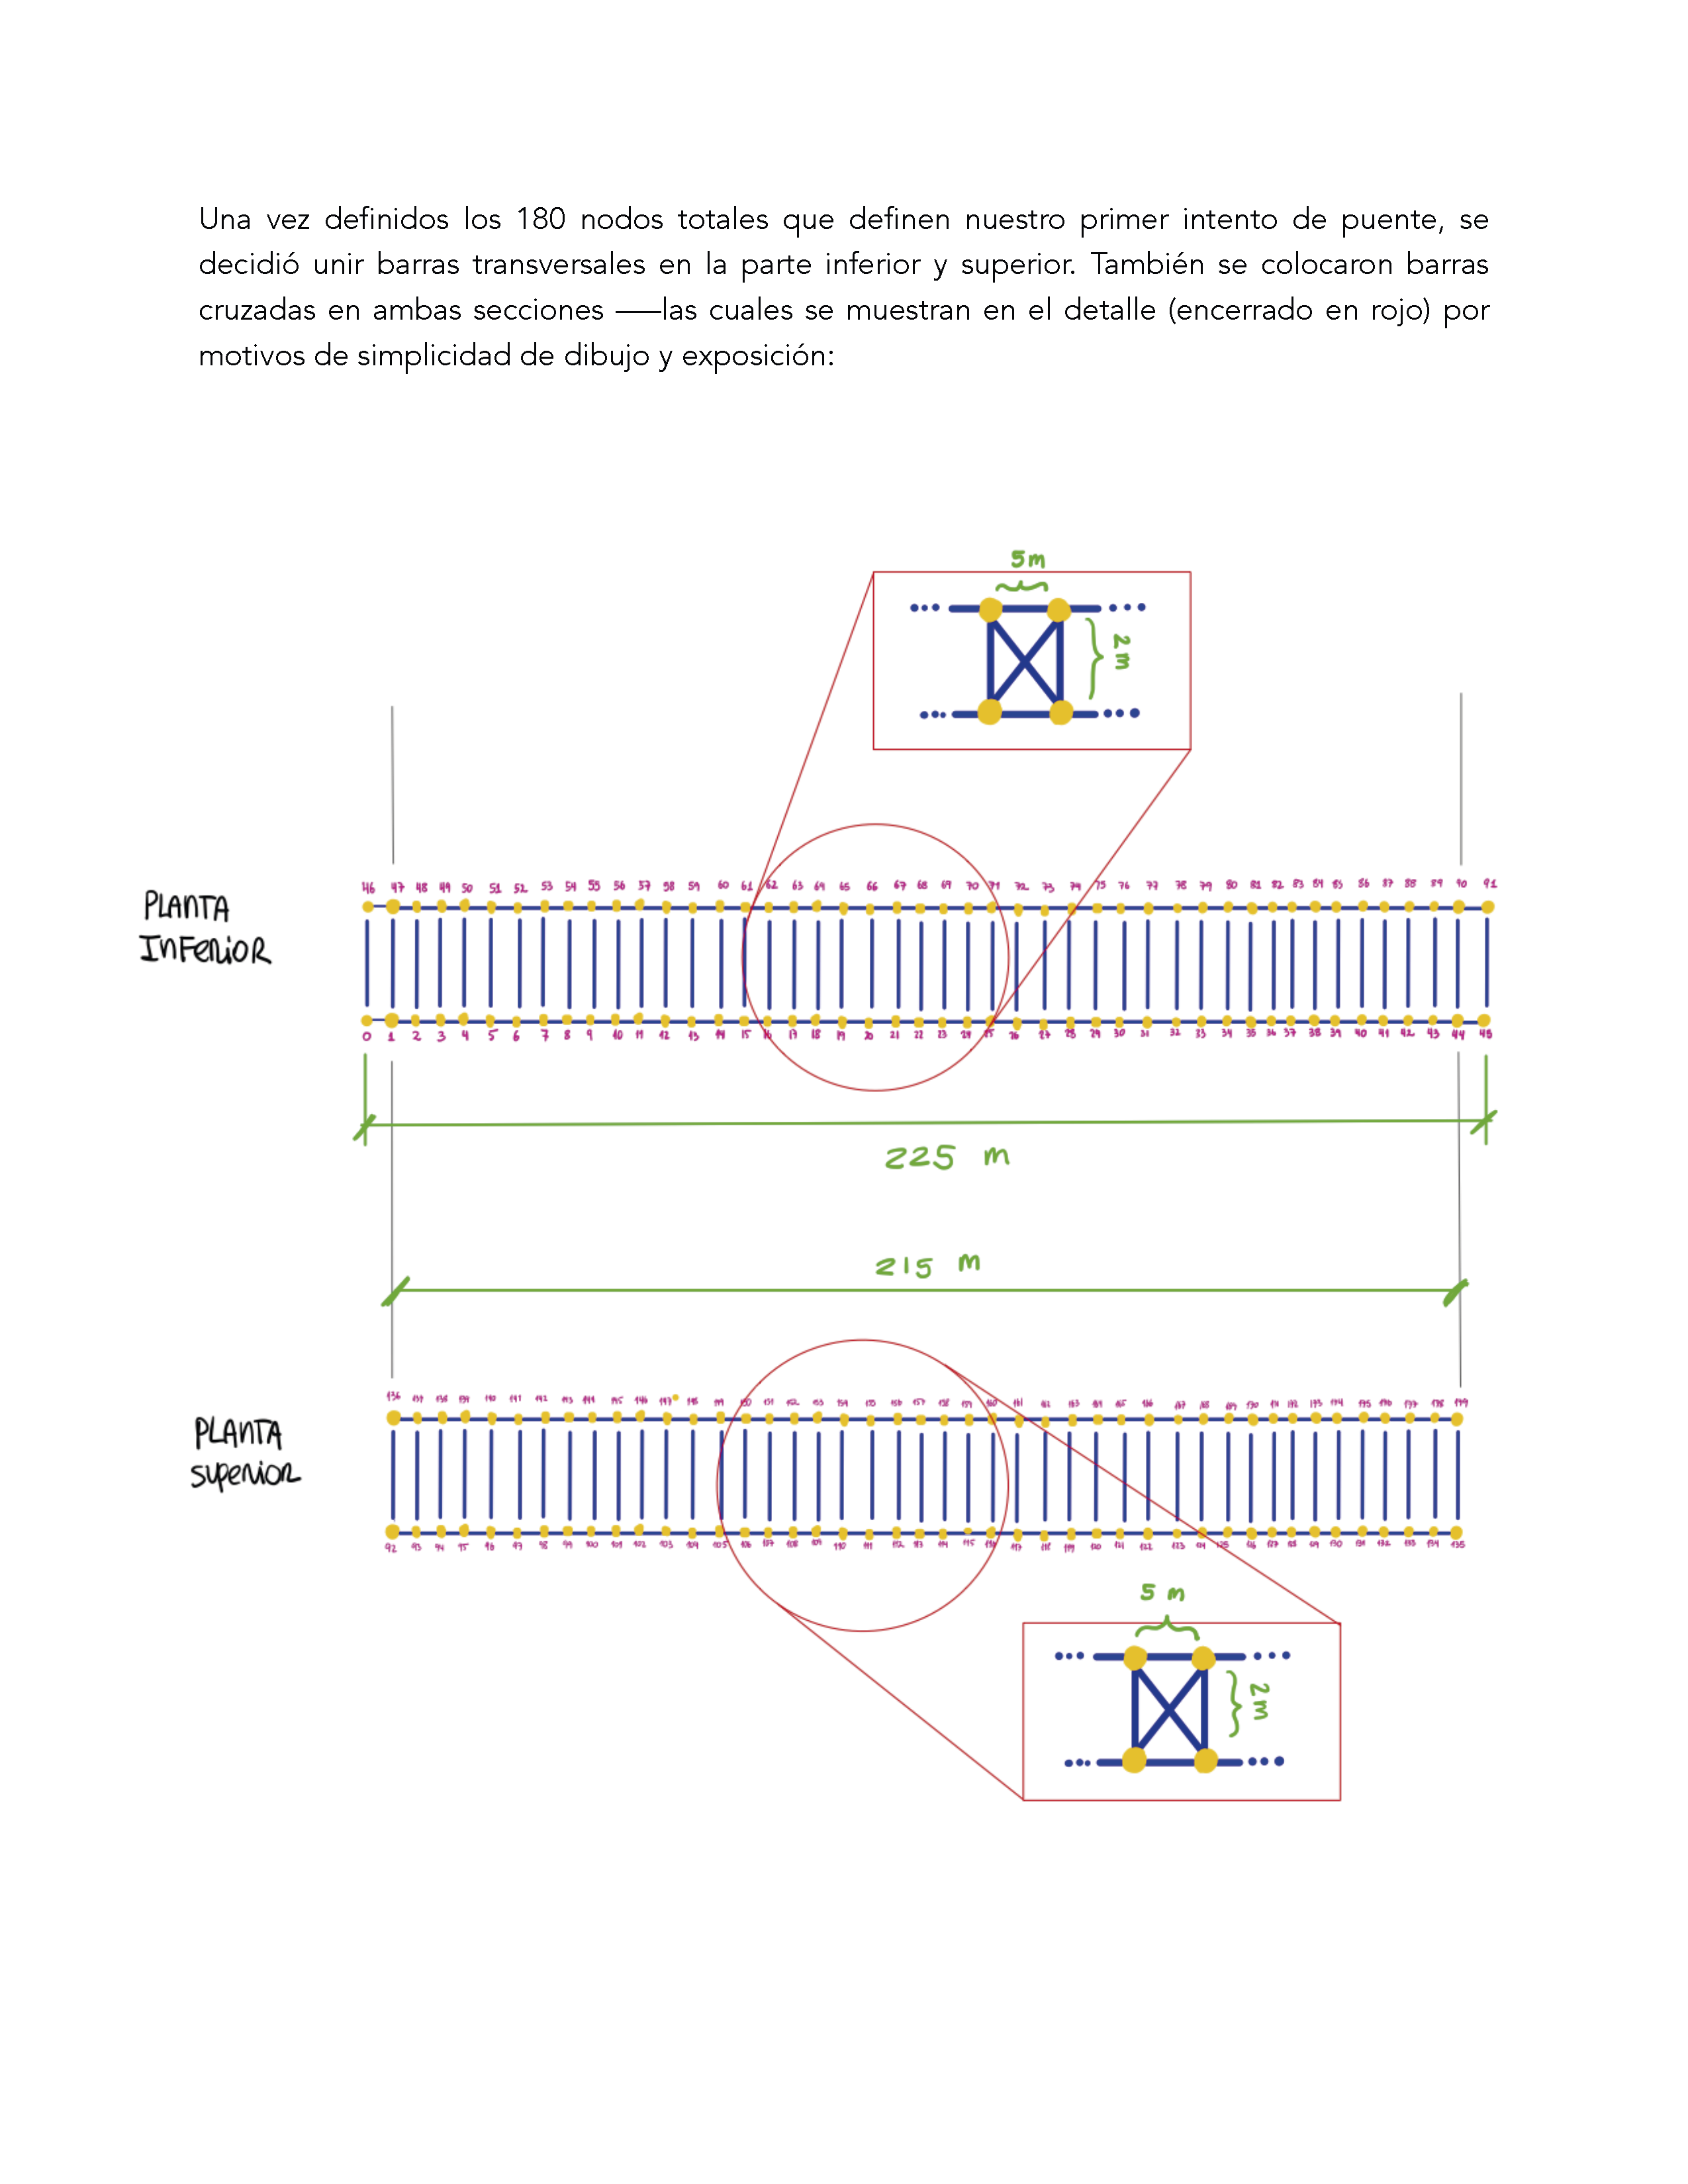 Una vez definidos los 180 nodos totales que definen nuestro primer intento de puente, se
decidió unir barras transversales en la parte inferior y superior. También se colocaron barras
cruzadas en ambas secciones —–las cuales se muestran en el detalle (encerrado en rojo) por
motivos de simplicidad de dibujo y exposición:
5m
2m
PLANTA
INFERIOR
46 47 48 49 50 51 52 53 54 55 56 57 58 59 60 61 62 63 64 65 66 67 68 69 70 71 72 73 74 75 76 77 78 79 80 81 82 83 84 85 86 87 88 89 90 91
0 1 2 3 4 5 6 7 8 9 10 11 12 13 14 15 16 17 18 19 20 21 22 23 24 25 26 27 28 29 30 31 32 33 34 35 36 37 38 39 40 41 42 43 44 45
225 m
215 m
PLANTA
SUPERIOR
136 137 138 139 140 141 142 143 144 145 146 147 148 149 150 151 152 153 154 155 156 157 158 159 160 161 162 163 164 165 166 167 168 169 170 171 172 173 174 175 176 177 178 179
92 93 94 95 96 97 98 99 100 101 102 103 104 105 106 107 108 109 110 111 112 113 114 115 116 117 118 119 120 121 122 123 124 125 126 127 128 129 130 131 132 133 134 135
5 m
2m